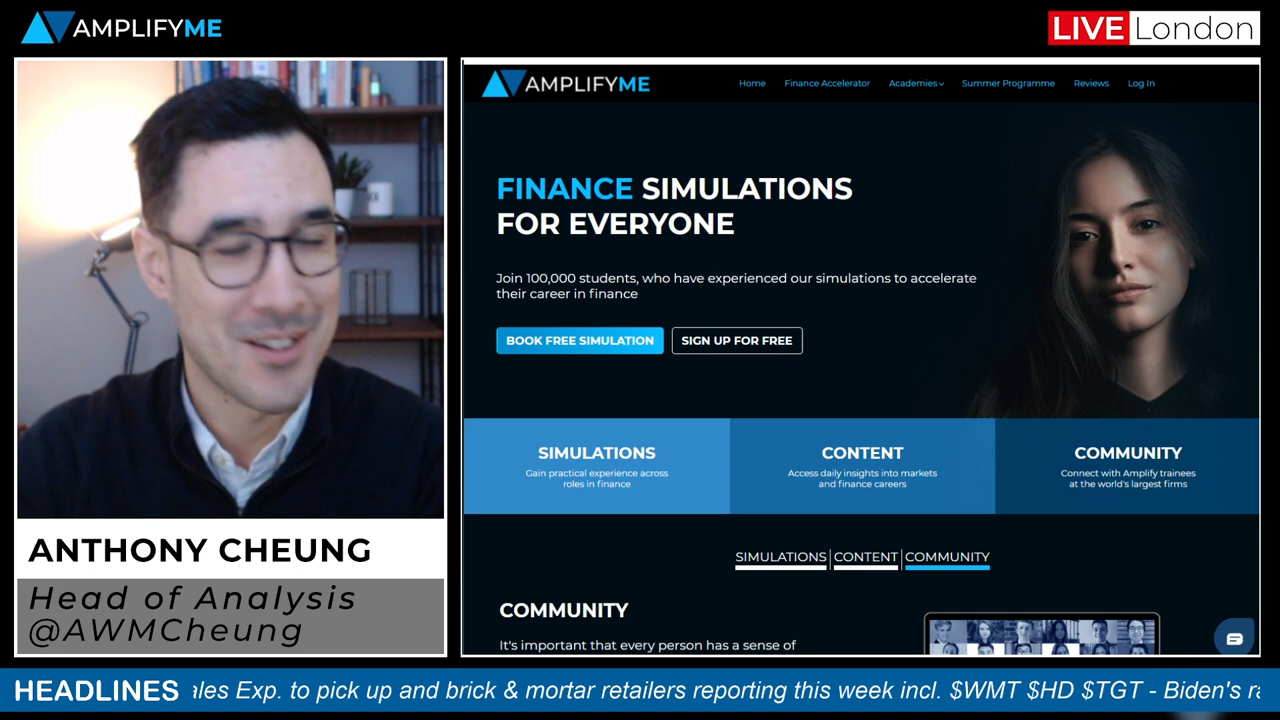 AMPLIFYME
LIVE London
ANTHONY CHEUNG
Head of Analysis
@AWMCheung
AMPLIFYME
Home Finance Accelerator Academies Summer Programme Reviews Log In
FINANCE SIMULATIONS
FOR EVERYONE
Join 100,000 students, who have experienced our simulations to accelerate
their career in finance
BOOK FREE SIMULATION SIGN UP FOR FREE
SIMULATIONS
Gain practical experience across
roles in finance
CONTENT
Access daily insights into markets
and finance careers
COMMUNITY
Connect with Amplify trainees
at the world's largest firms
SIMULATIONS CONTENT COMMUNITY
COMMUNITY
It's important that every person has a sense of
HEADLINES ales Exp. to pick up and brick & mortar retailers reporting this week incl. $WMT $HD $TGT - Biden's ra